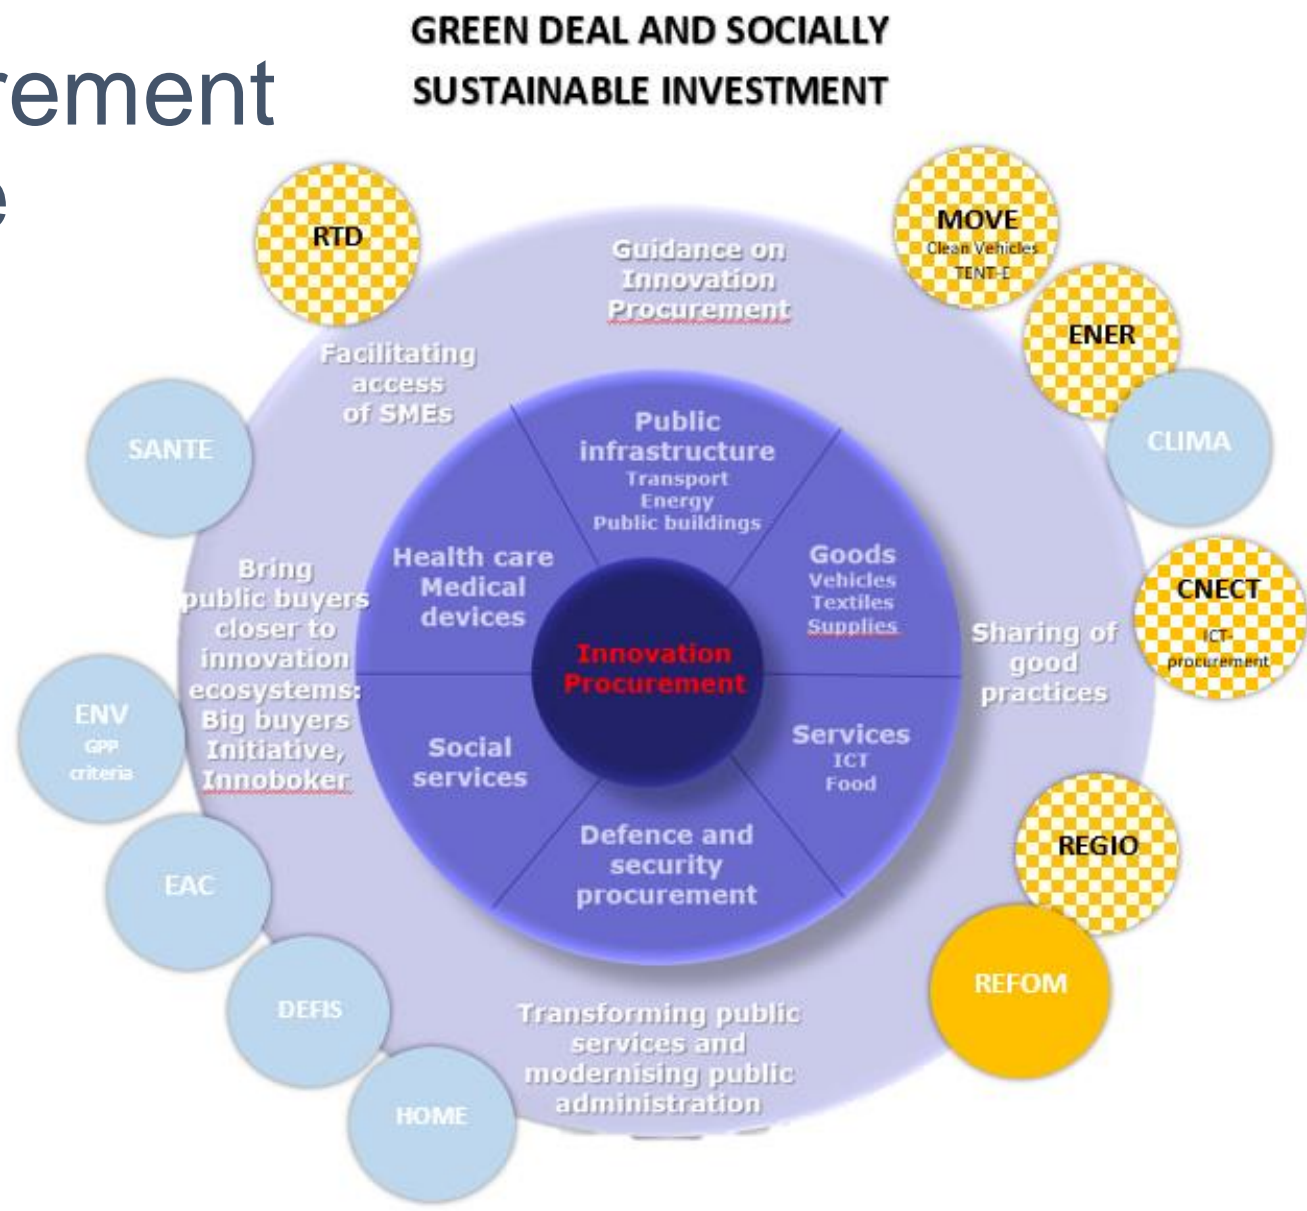 GREEN DEAL AND SOCIALLY
SUSTAINABLE INVESTMENT
rement
e
RTD
MOVE
Clean Vehicles
TENT-E
ENER
CLIMA
CNECT
ICT-
procurement
REGIO
REFOM
HOME
DEFIS
EAC
ENV
GPP
criteria
SANTE
Guidance on
Innovation
Procurement
Facilitating
access
of SMEs
Bring
public buyers
closer to
innovation
ecosystems:
Big buyers
Initiative,
Innoboker
Sharing of
good
practices
Transforming public
services and
modernising public
administration
Public
infrastructure
Transport
Energy
Public buildings
Goods
Vehicles
Textiles
Supplies
Services
ICT
Food
Defence and
security
procurement
Social
services
Health care
Medical
devices
Innovation
Procurement